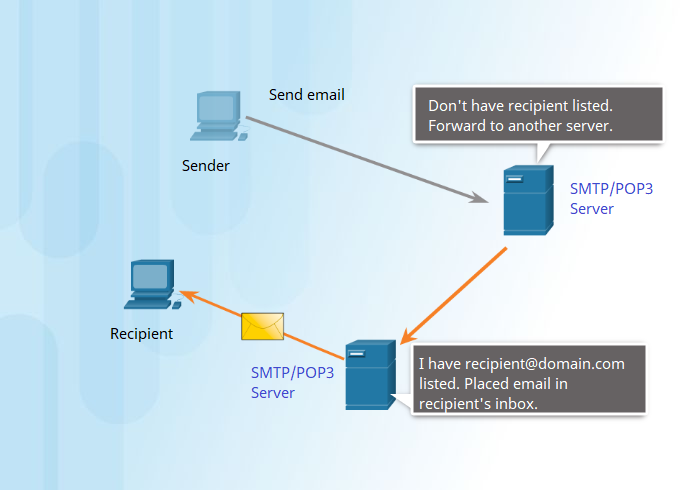 Send email
Don't have recipient listed.
Forward to another server.
Sender
SMTP/POP3
Server
Recipient
I have recipient@domain.com
listed. Placed email in
recipient's inbox.
SMTP/POP3
Server